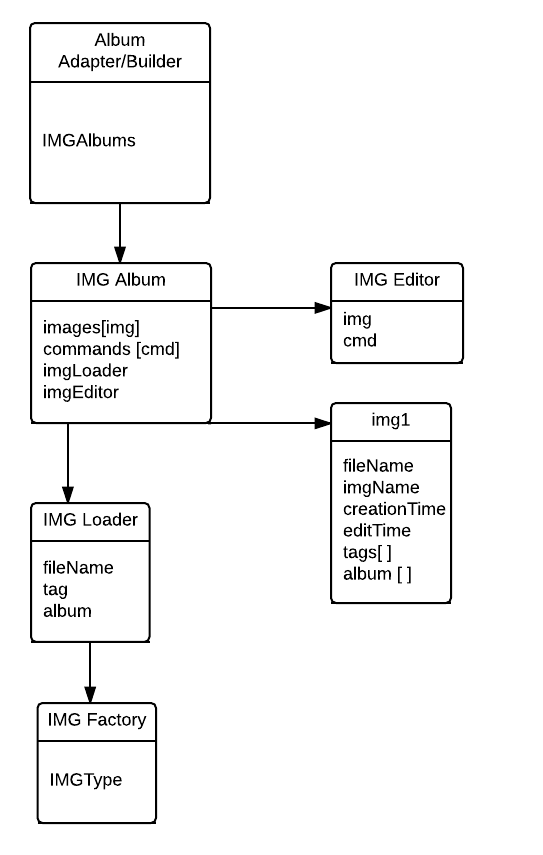 Album
Adapter/Builder
IMGAlbums
IMG Album
images[img]
commands [cmd]
imgLoader
imgEditor
IMG Editor
img
cmd
img1
fileName
imgName
creationTime
editTime
tags[ ]
album [ ]
IMG Loader
fileName
tag
album
IMG Factory
IMGType